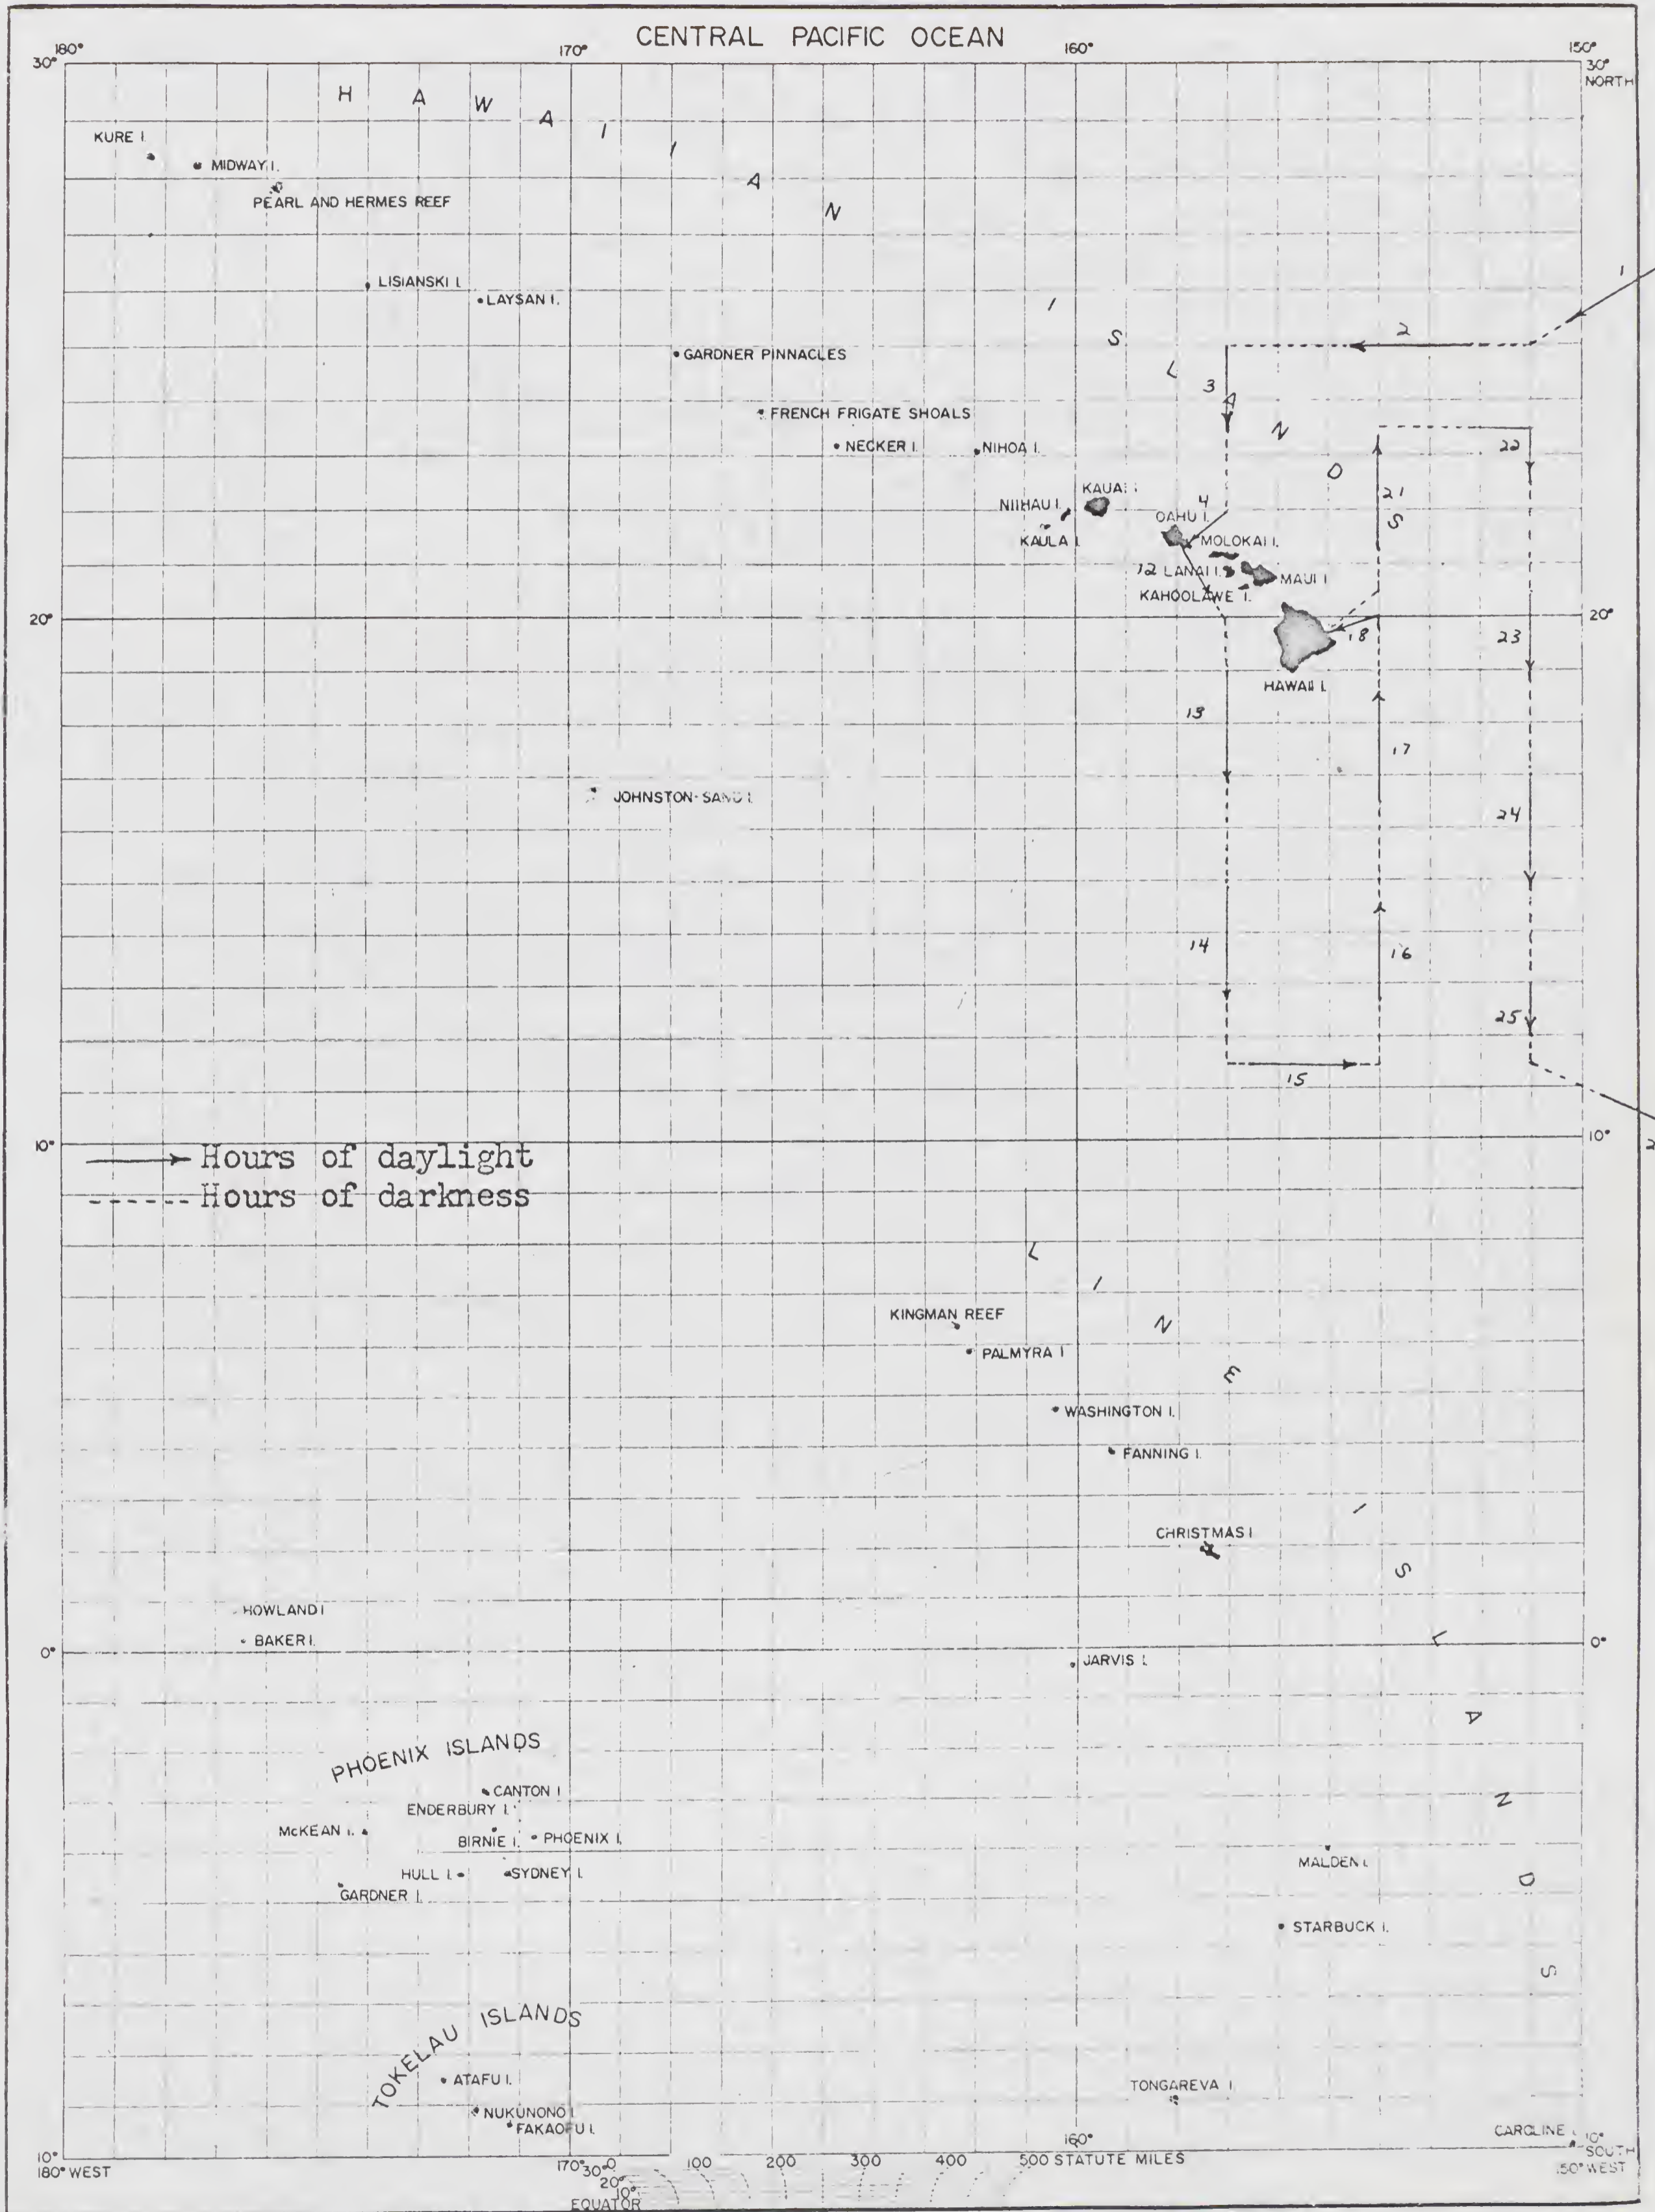 CENTRAL PACIFIC OCEAN
180° 170° 160° 150°
30° 30°
NORTH
H A W A I I A N
KURE I.
MIDWAY I.
PEARL AND HERMES REEF
1
LISIANSKI I.
LAYSAN I.
I S L A N D S
2
GARDNER PINNACLES
3
FRENCH FRIGATE SHOALS
NECKER I. NIHOA I.
22
KAUAI I.
21
NIIHAU I.
4
OAHU I.
KAULA I.
MOLOKAI I.
12 LANAI I.
MAUI I.
KAHOOLAWE I.
20° 20°
18
23
HAWAII I.
13
17
JOHNSTON-SAND I.
24
14
16
25
15
10° 10°
Hours of daylight
Hours of darkness
L I N E I S L A N D S
KINGMAN REEF
PALMYRA I.
WASHINGTON I.
FANNING I.
CHRISTMAS I.
HOWLAND I.
BAKER I.
0° 0°
JARVIS I.
PHOENIX ISLANDS
CANTON I.
ENDERBURY I.
McKEAN I.
BIRNIE I. PHOENIX I.
HULL I. SYDNEY I.
GARDNER I.
MALDEN I.
STARBUCK I.
TOKELAU ISLANDS
ATAFU I.
NUKUNONO I.
FAKAOFU I.
TONGAREVA I.
CAROLINE I.
10° 160° 10°
SOUTH
180° WEST 170° 30° 0 100 200 300 400 500 STATUTE MILES 150° WEST
20°
10°
EQUATOR